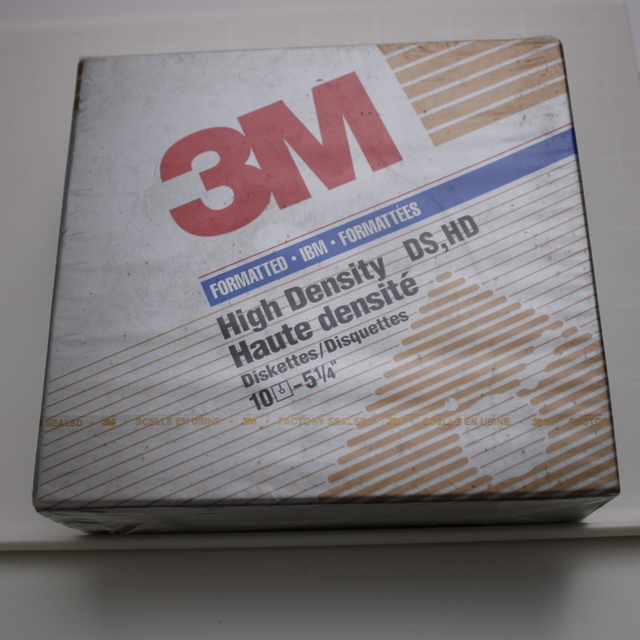 3M
FORMATTED • IBM • FORMATTÉES
High Density DS,HD
Haute densité
Diskettes/Disquettes
10 - 5¼"
SEALED • 3M • SCELLÉ EN USINE • 3M • FACTORY SEALED • 3M • SCELLÉ EN USINE • 3M • FACTO